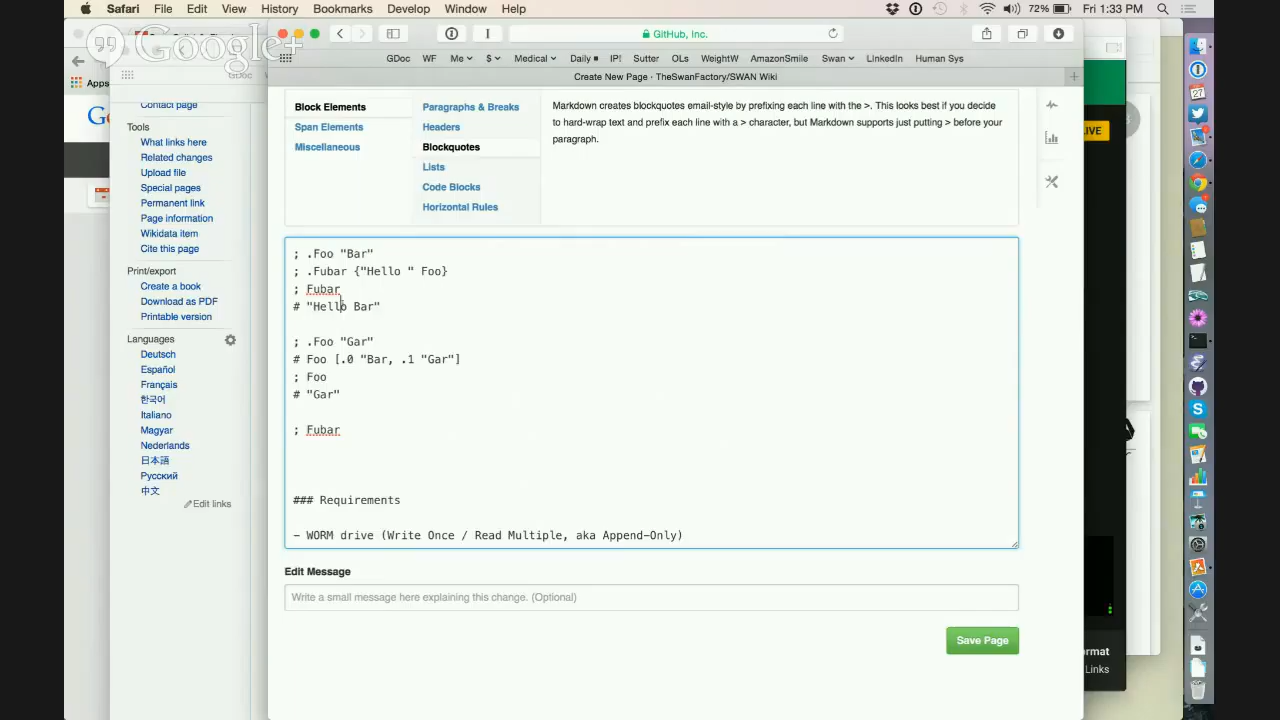 Safari File Edit View History Bookmarks Develop Window Help 72% Fri 1:33 PM
Google+
GitHub, Inc.
GDoc WF Me $ Medical Daily IP! Sutter OLs WeightW AmazonSmile Swan LinkedIn Human Sys
Create New Page · TheSwanFactory/SWAN Wiki
Apps
Contact page
Tools
What links here
Related changes
Upload file
Special pages
Permanent link
Page information
Wikidata item
Cite this page
Print/export
Create a book
Download as PDF
Printable version
Languages
Deutsch
Español
Français
한국어
Italiano
Magyar
Nederlands
日本語
Русский
中文
Edit links
Block Elements
Span Elements
Miscellaneous
Paragraphs & Breaks
Headers
Blockquotes
Lists
Code Blocks
Horizontal Rules
Markdown creates blockquotes email-style by prefixing each line with the >. This looks best if you decide
to hard-wrap text and prefix each line with a > character, but Markdown supports just putting > before your
paragraph.
; .Foo "Bar"
; .Fubar {"Hello " Foo}
; Fubar
# "Hello Bar"
; .Foo "Gar"
# Foo [.0 "Bar, .1 "Gar"]
; Foo
# "Gar"
; Fubar
### Requirements
- WORM drive (Write Once / Read Multiple, aka Append-Only)
Edit Message
Write a small message here explaining this change. (Optional)
Save Page
Links